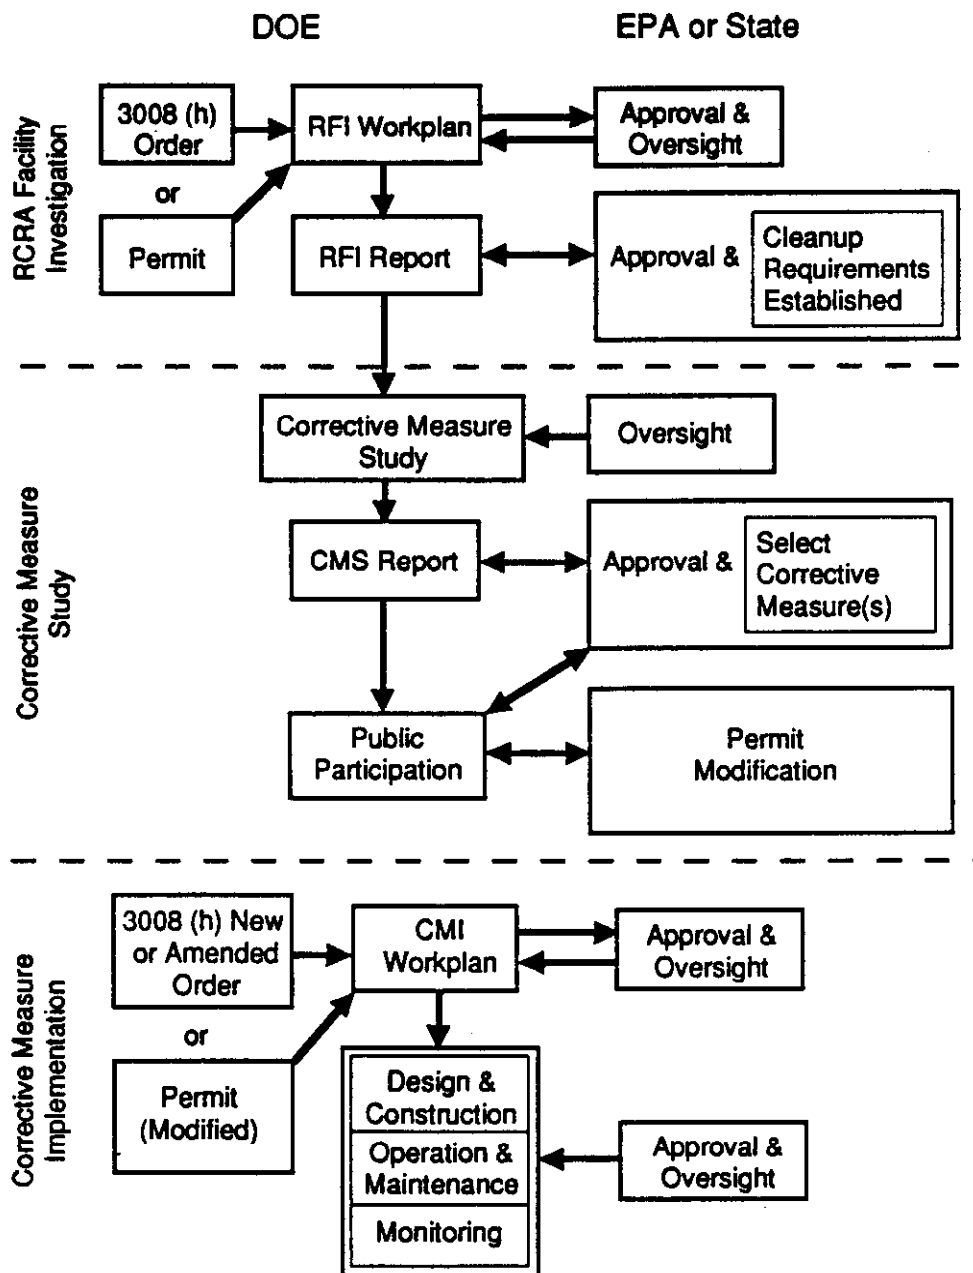 DOE
EPA or State
RCRA Facility
Investigation
3008 (h)
Order
or
Permit
RFI Workplan
Approval &
Oversight
RFI Report
Approval &
Cleanup
Requirements
Established
Corrective Measure
Study
Corrective Measure
Study
Oversight
CMS Report
Approval &
Select
Corrective
Measure(s)
Public
Participation
Permit
Modification
Corrective Measure
Implementation
3008 (h) New
or Amended
Order
or
Permit
(Modified)
CMI
Workplan
Approval &
Oversight
Design &
Construction
Operation &
Maintenance
Monitoring
Approval &
Oversight